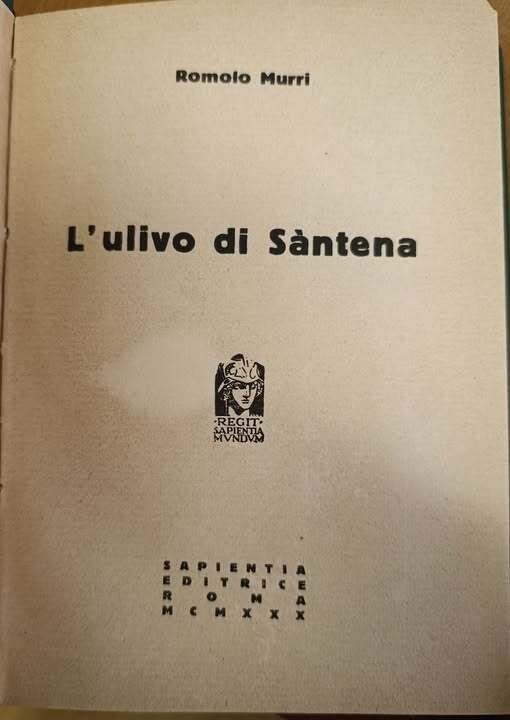 Romolo Murri
L'ulivo di Sàntena
·REGIT·
SAPIENTIA
MVNDVM
SAPIENTIA
EDITRICE
ROMA
MCMXXX